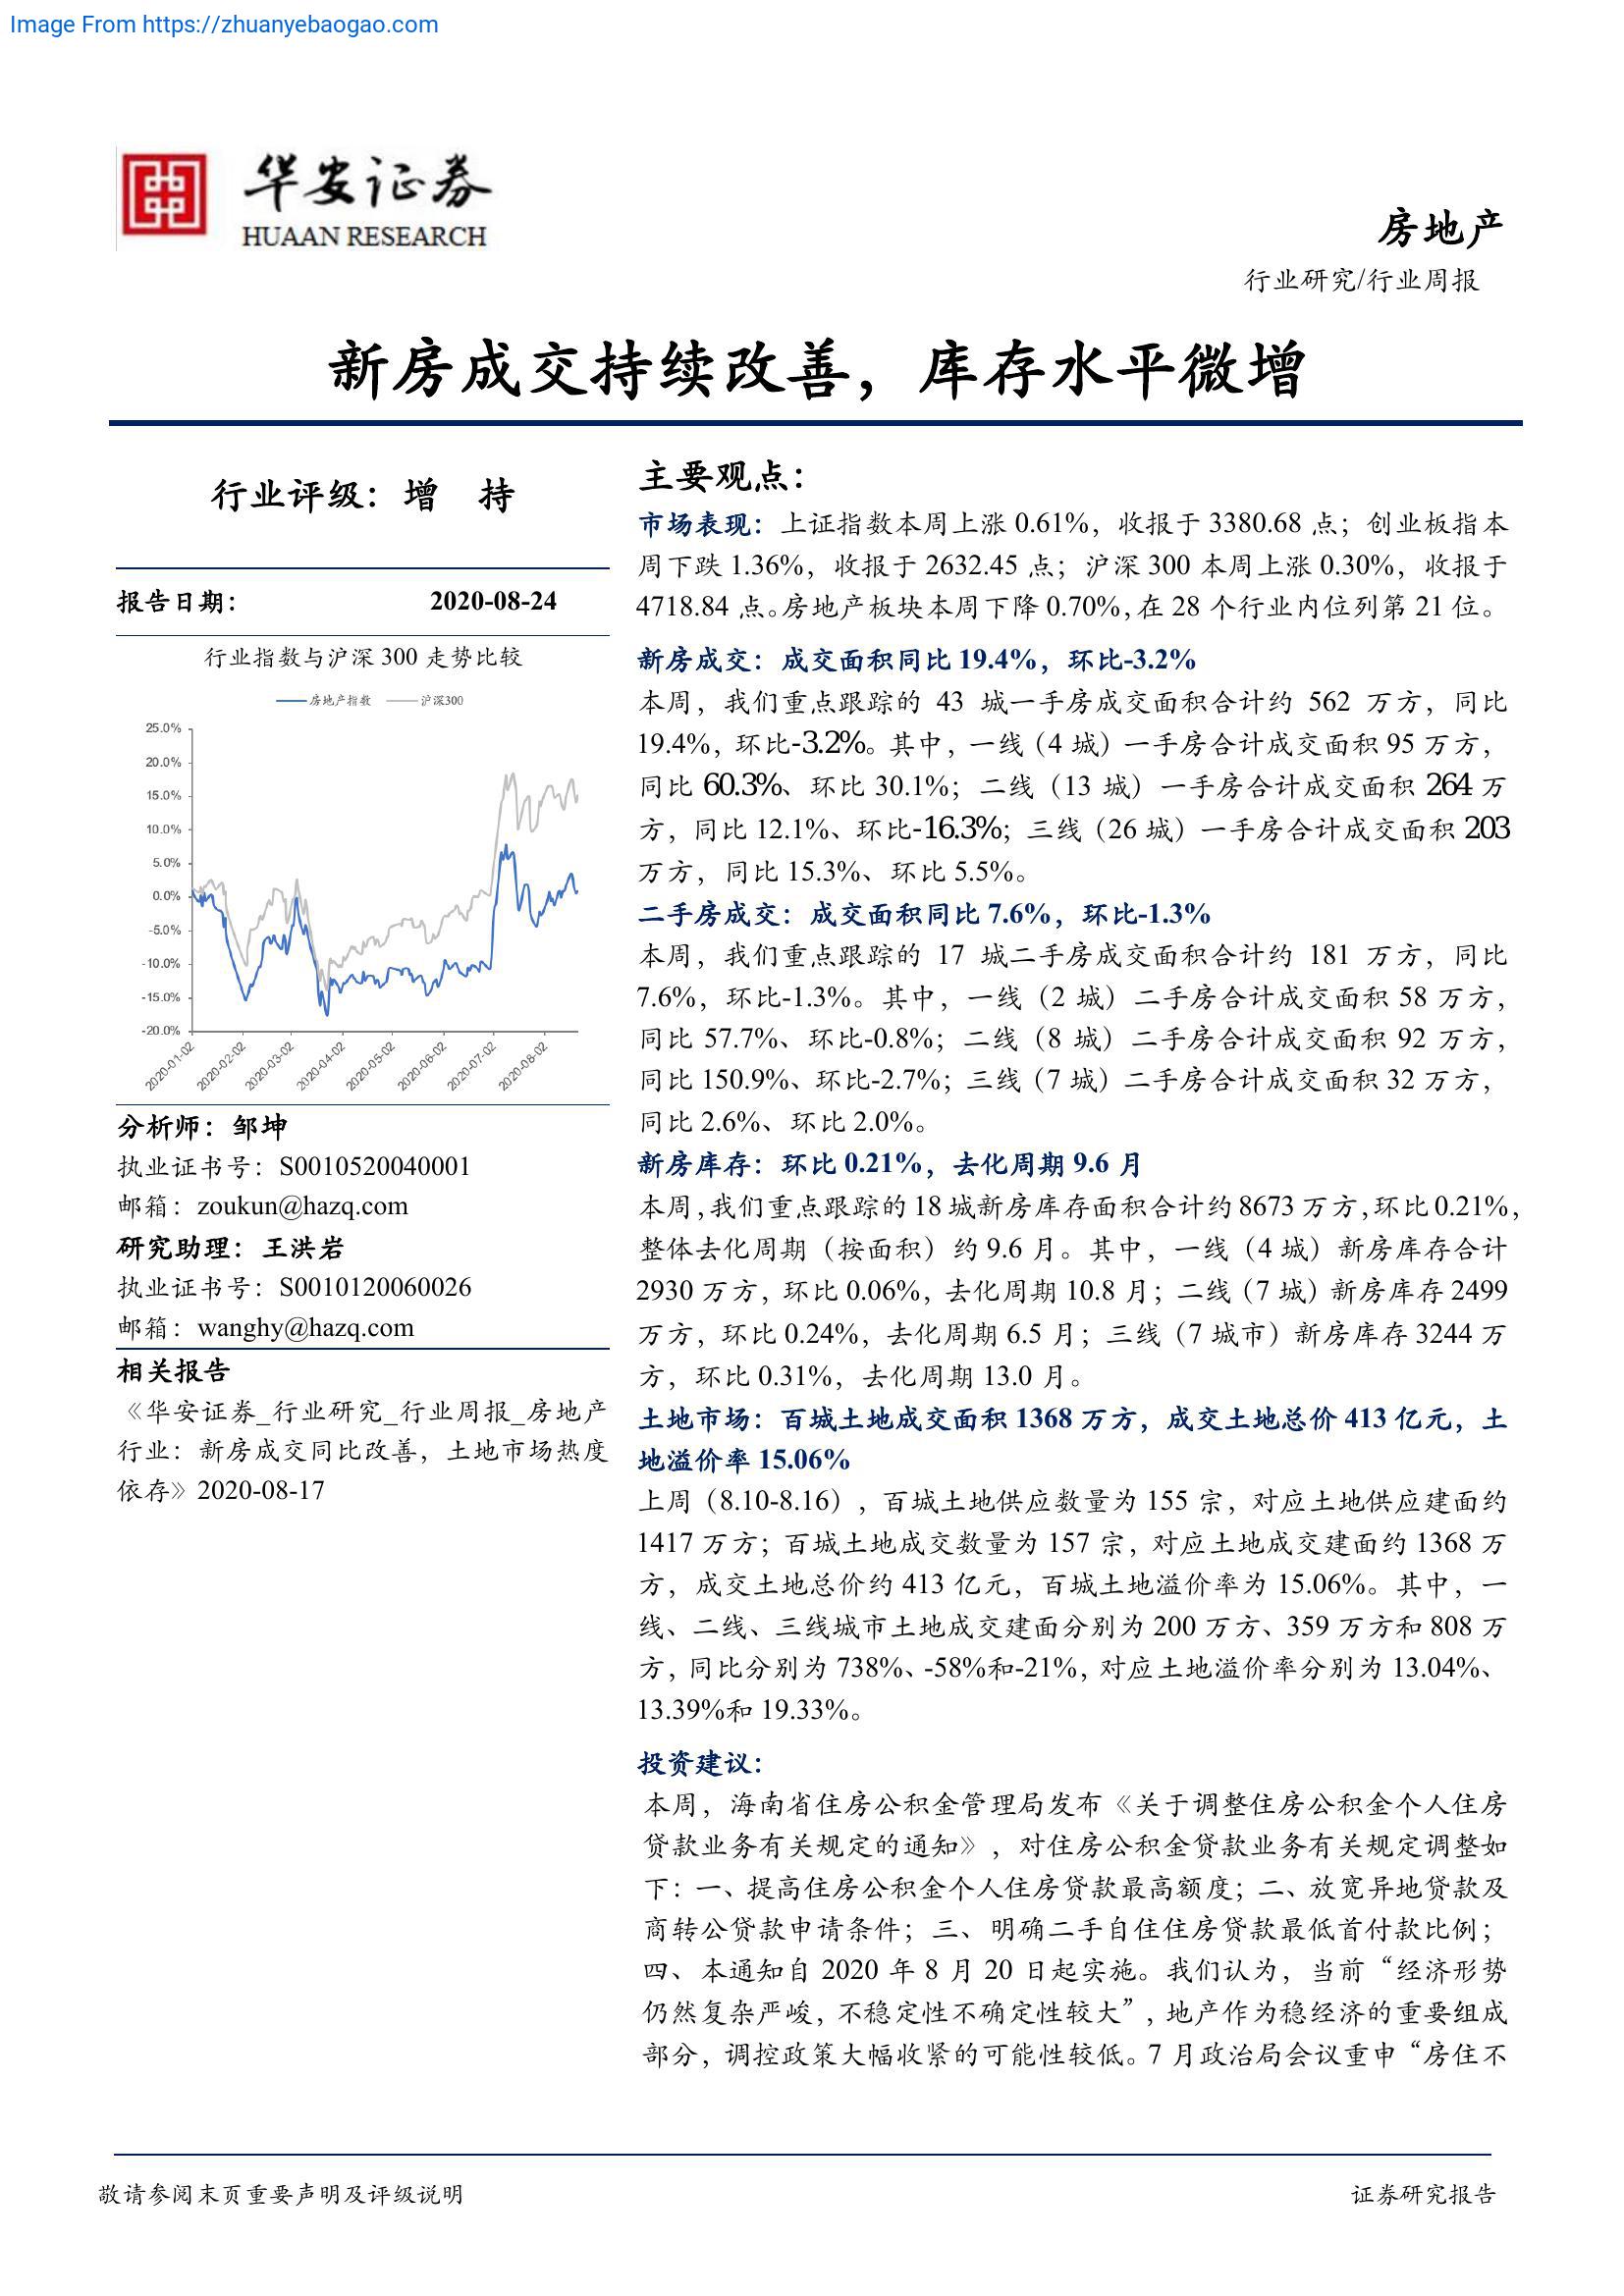 Image From https://zhuanyebaogao.com
华安证券
HUAAN RESEARCH
房地产
行业研究/行业周报
新房成交持续改善，库存水平微增
行业评级：增 持
报告日期： 2020-08-24
行业指数与沪深 300 走势比较
房地产指数 沪深300
25.0%
20.0%
15.0%
10.0%
5.0%
0.0%
-5.0%
-10.0%
-15.0%
-20.0%
2020-01-02 2020-02-02 2020-03-02 2020-04-02 2020-05-02 2020-06-02 2020-07-02 2020-08-02
分析师：邹坤
执业证书号：S0010520040001
邮箱：zoukun@hazq.com
研究助理：王洪岩
执业证书号：S0010120060026
邮箱：wanghy@hazq.com
相关报告
《华安证券_行业研究_行业周报_房地产
行业：新房成交同比改善，土地市场热度
依存》2020-08-17
主要观点：
市场表现：上证指数本周上涨 0.61%，收报于 3380.68 点；创业板指本
周下跌 1.36%，收报于 2632.45 点；沪深 300 本周上涨 0.30%，收报于
4718.84 点。房地产板块本周下降 0.70%，在 28 个行业内位列第 21 位。
新房成交：成交面积同比 19.4%，环比-3.2%
本周，我们重点跟踪的 43 城一手房成交面积合计约 562 万方，同比
19.4%，环比-3.2%。其中，一线（4 城）一手房合计成交面积 95 万方，
同比 60.3%、环比 30.1%；二线（13 城）一手房合计成交面积 264 万
方，同比 12.1%、环比-16.3%；三线（26 城）一手房合计成交面积 203
万方，同比 15.3%、环比 5.5%。
二手房成交：成交面积同比 7.6%，环比-1.3%
本周，我们重点跟踪的 17 城二手房成交面积合计约 181 万方，同比
7.6%，环比-1.3%。其中，一线（2 城）二手房合计成交面积 58 万方，
同比 57.7%、环比-0.8%；二线（8 城）二手房合计成交面积 92 万方，
同比 150.9%、环比-2.7%；三线（7 城）二手房合计成交面积 32 万方，
同比 2.6%、环比 2.0%。
新房库存：环比 0.21%，去化周期 9.6 月
本周，我们重点跟踪的 18 城新房库存面积合计约 8673 万方，环比 0.21%，
整体去化周期（按面积）约 9.6 月。其中，一线（4 城）新房库存合计
2930 万方，环比 0.06%，去化周期 10.8 月；二线（7 城）新房库存 2499
万方，环比 0.24%，去化周期 6.5 月；三线（7 城市）新房库存 3244 万
方，环比 0.31%，去化周期 13.0 月。
土地市场：百城土地成交面积 1368 万方，成交土地总价 413 亿元，土
地溢价率 15.06%
上周（8.10-8.16），百城土地供应数量为 155 宗，对应土地供应建面约
1417 万方；百城土地成交数量为 157 宗，对应土地成交建面约 1368 万
方，成交土地总价约 413 亿元，百城土地溢价率为 15.06%。其中，一
线、二线、三线城市土地成交建面分别为 200 万方、359 万方和 808 万
方，同比分别为 738%、-58%和-21%，对应土地溢价率分别为 13.04%、
13.39%和 19.33%。
投资建议：
本周，海南省住房公积金管理局发布《关于调整住房公积金个人住房
贷款业务有关规定的通知》，对住房公积金贷款业务有关规定调整如
下：一、提高住房公积金个人住房贷款最高额度；二、放宽异地贷款及
商转公贷款申请条件；三、明确二手自住住房贷款最低首付款比例；
四、本通知自 2020 年 8 月 20 日起实施。我们认为，当前“经济形势
仍然复杂严峻，不稳定性不确定性较大”，地产作为稳经济的重要组成
部分，调控政策大幅收紧的可能性较低。7 月政治局会议重申“房住不
敬请参阅末页重要声明及评级说明
证券研究报告